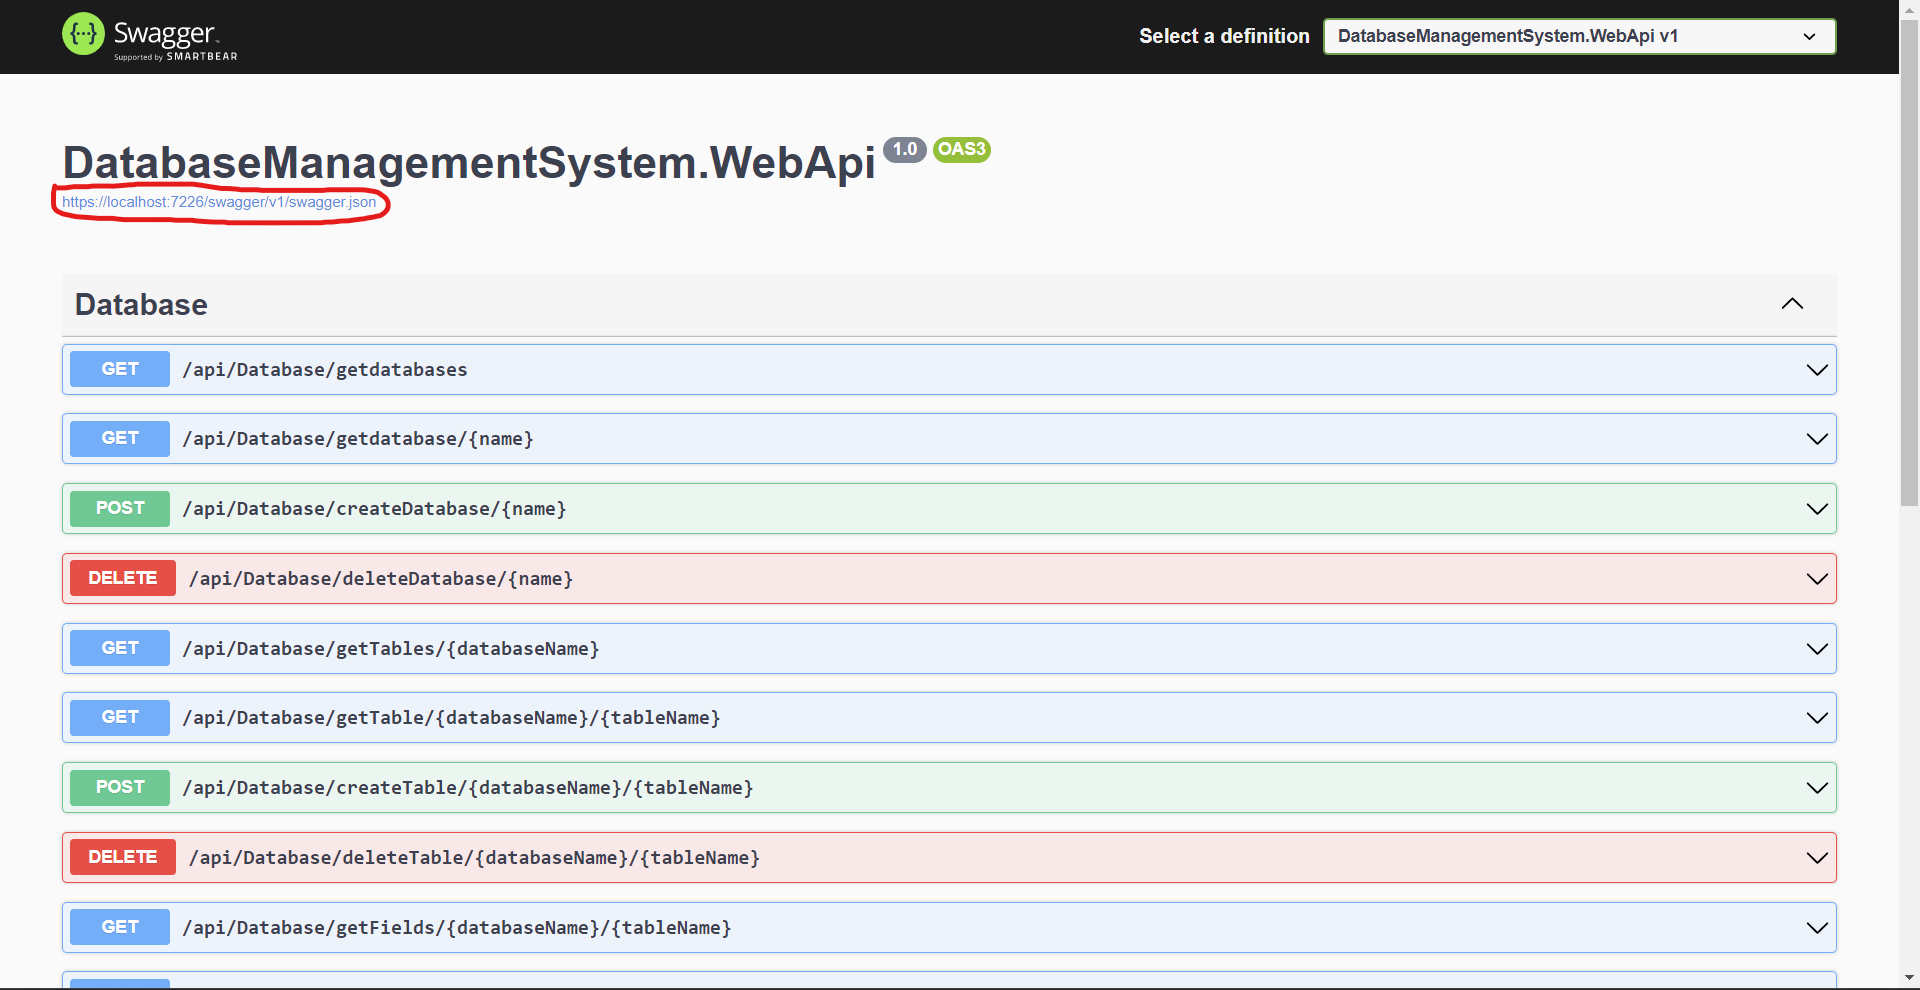 {...} Swagger™
Supported by SMARTBEAR
Select a definition
DatabaseManagementSystem.WebApi v1
DatabaseManagementSystem.WebApi 1.0 OAS3
https://localhost:7226/swagger/v1/swagger.json
Database
GET /api/Database/getdatabases
GET /api/Database/getdatabase/{name}
POST /api/Database/createDatabase/{name}
DELETE /api/Database/deleteDatabase/{name}
GET /api/Database/getTables/{databaseName}
GET /api/Database/getTable/{databaseName}/{tableName}
POST /api/Database/createTable/{databaseName}/{tableName}
DELETE /api/Database/deleteTable/{databaseName}/{tableName}
GET /api/Database/getFields/{databaseName}/{tableName}